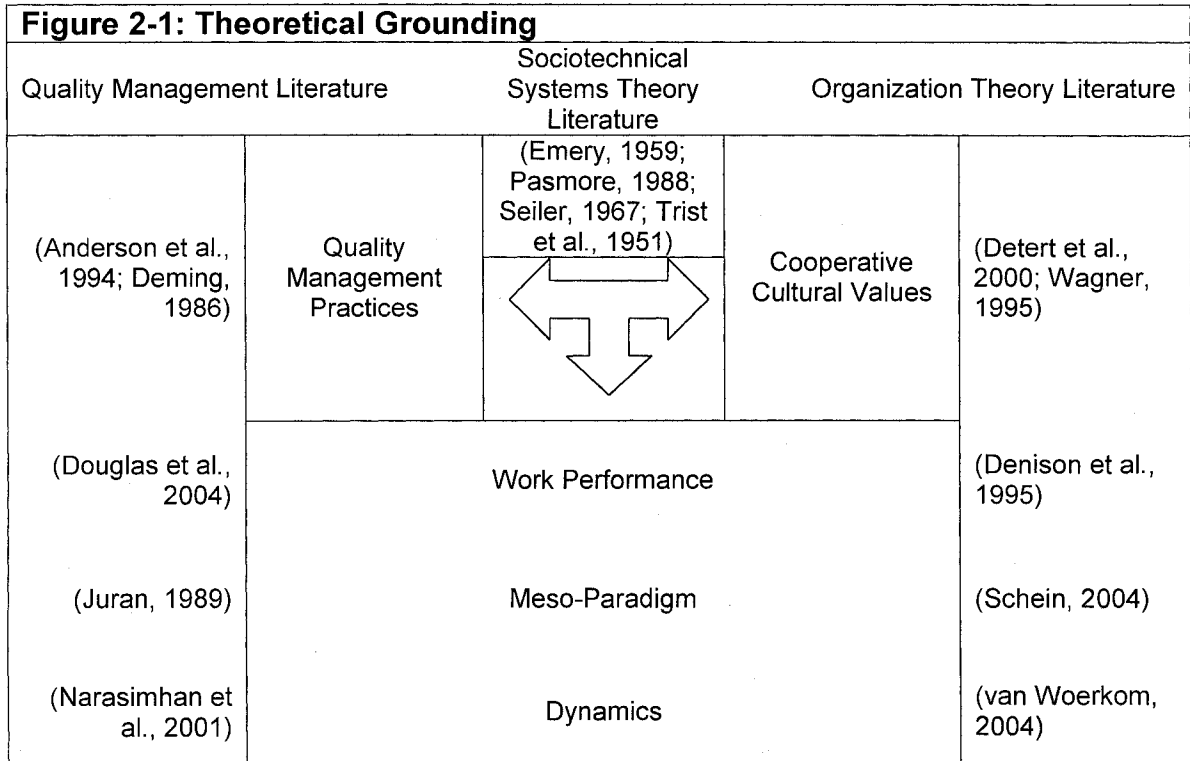 Figure 2-1: Theoretical Grounding
Quality Management Literature
Sociotechnical
Systems Theory
Literature
Organization Theory Literature
(Anderson et al.,
1994; Deming,
1986)
Quality
Management
Practices
(Emery, 1959;
Pasmore, 1988;
Seiler, 1967; Trist
et al., 1951)
Cooperative
Cultural Values
(Detert et al.,
2000; Wagner,
1995)
(Douglas et al.,
2004)
Work Performance
(Denison et al.,
1995)
(Juran, 1989)
Meso-Paradigm
(Schein, 2004)
(Narasimhan et
al., 2001)
Dynamics
(van Woerkom,
2004)